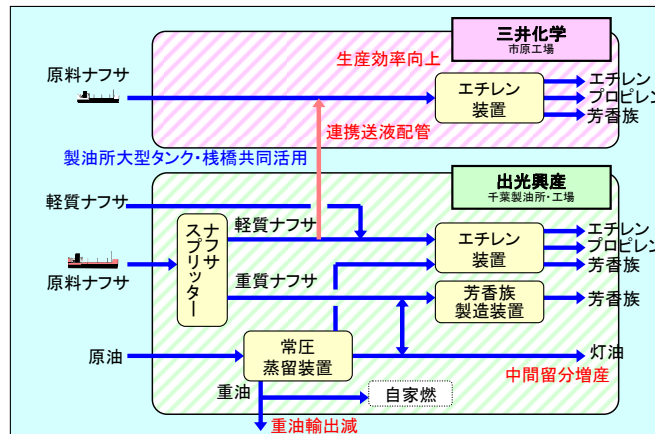 三井化学
市原工場
生産効率向上
原料ナフサ
エチレン
装置
エチレン
プロピレン
芳香族
連携送液配管
製油所大型タンク・桟橋共同活用
出光興産
千葉製油所・工場
軽質ナフサ
ナフサ
スプリッター
軽質ナフサ
エチレン
装置
エチレン
プロピレン
芳香族
原料ナフサ
重質ナフサ
芳香族
製造装置
芳香族
原油
常圧
蒸留装置
灯油
中間留分増産
重油
自家燃
重油輸出減